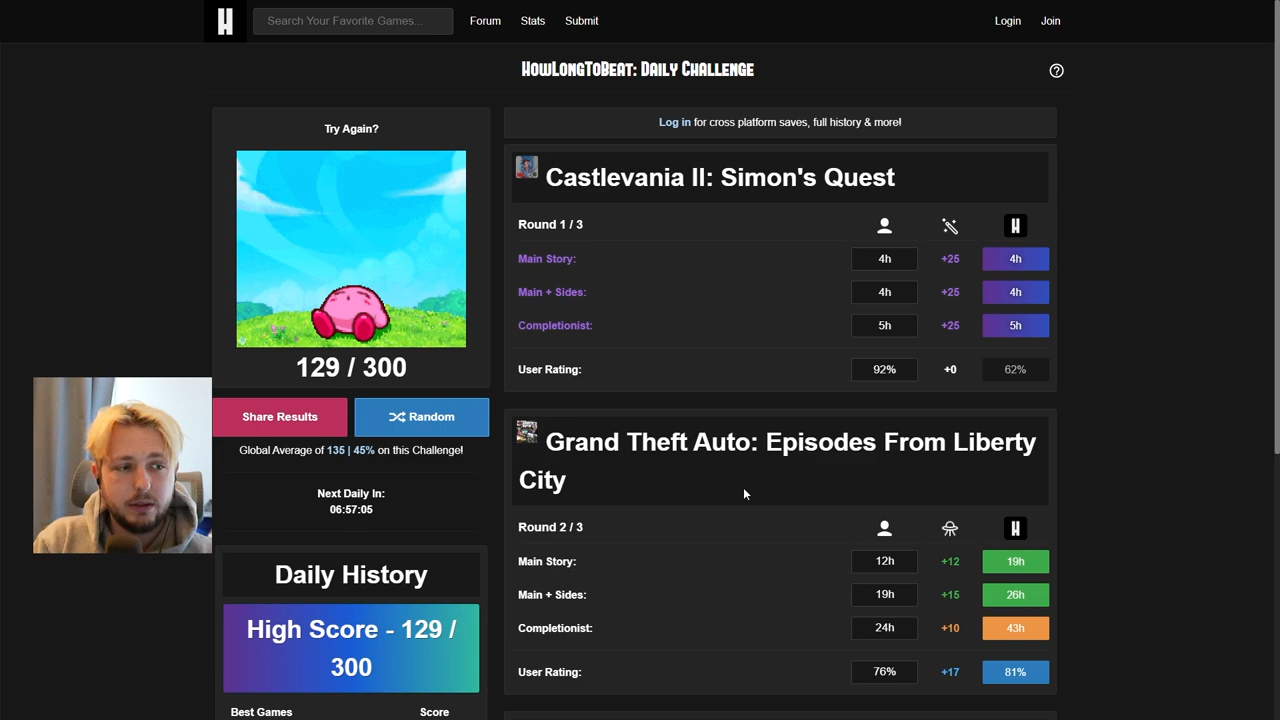 H
Search Your Favorite Games...
Forum
Stats
Submit
Login
Join
HowLongToBeat: Daily Challenge
Try Again?
129 / 300
Share Results
Random
Global Average of 135 | 45% on this Challenge!
Next Daily In:
06:57:05
Daily History
High Score - 129 /
300
Best Games
Score
Log in for cross platform saves, full history & more!
Castlevania II: Simon's Quest
Round 1 / 3
H
Main Story: 4h +25 4h
Main + Sides: 4h +25 4h
Completionist: 5h +25 5h
User Rating: 92% +0 62%
Grand Theft Auto: Episodes From Liberty
City
Round 2 / 3
H
Main Story: 12h +12 19h
Main + Sides: 19h +15 26h
Completionist: 24h +10 43h
User Rating: 76% +17 81%